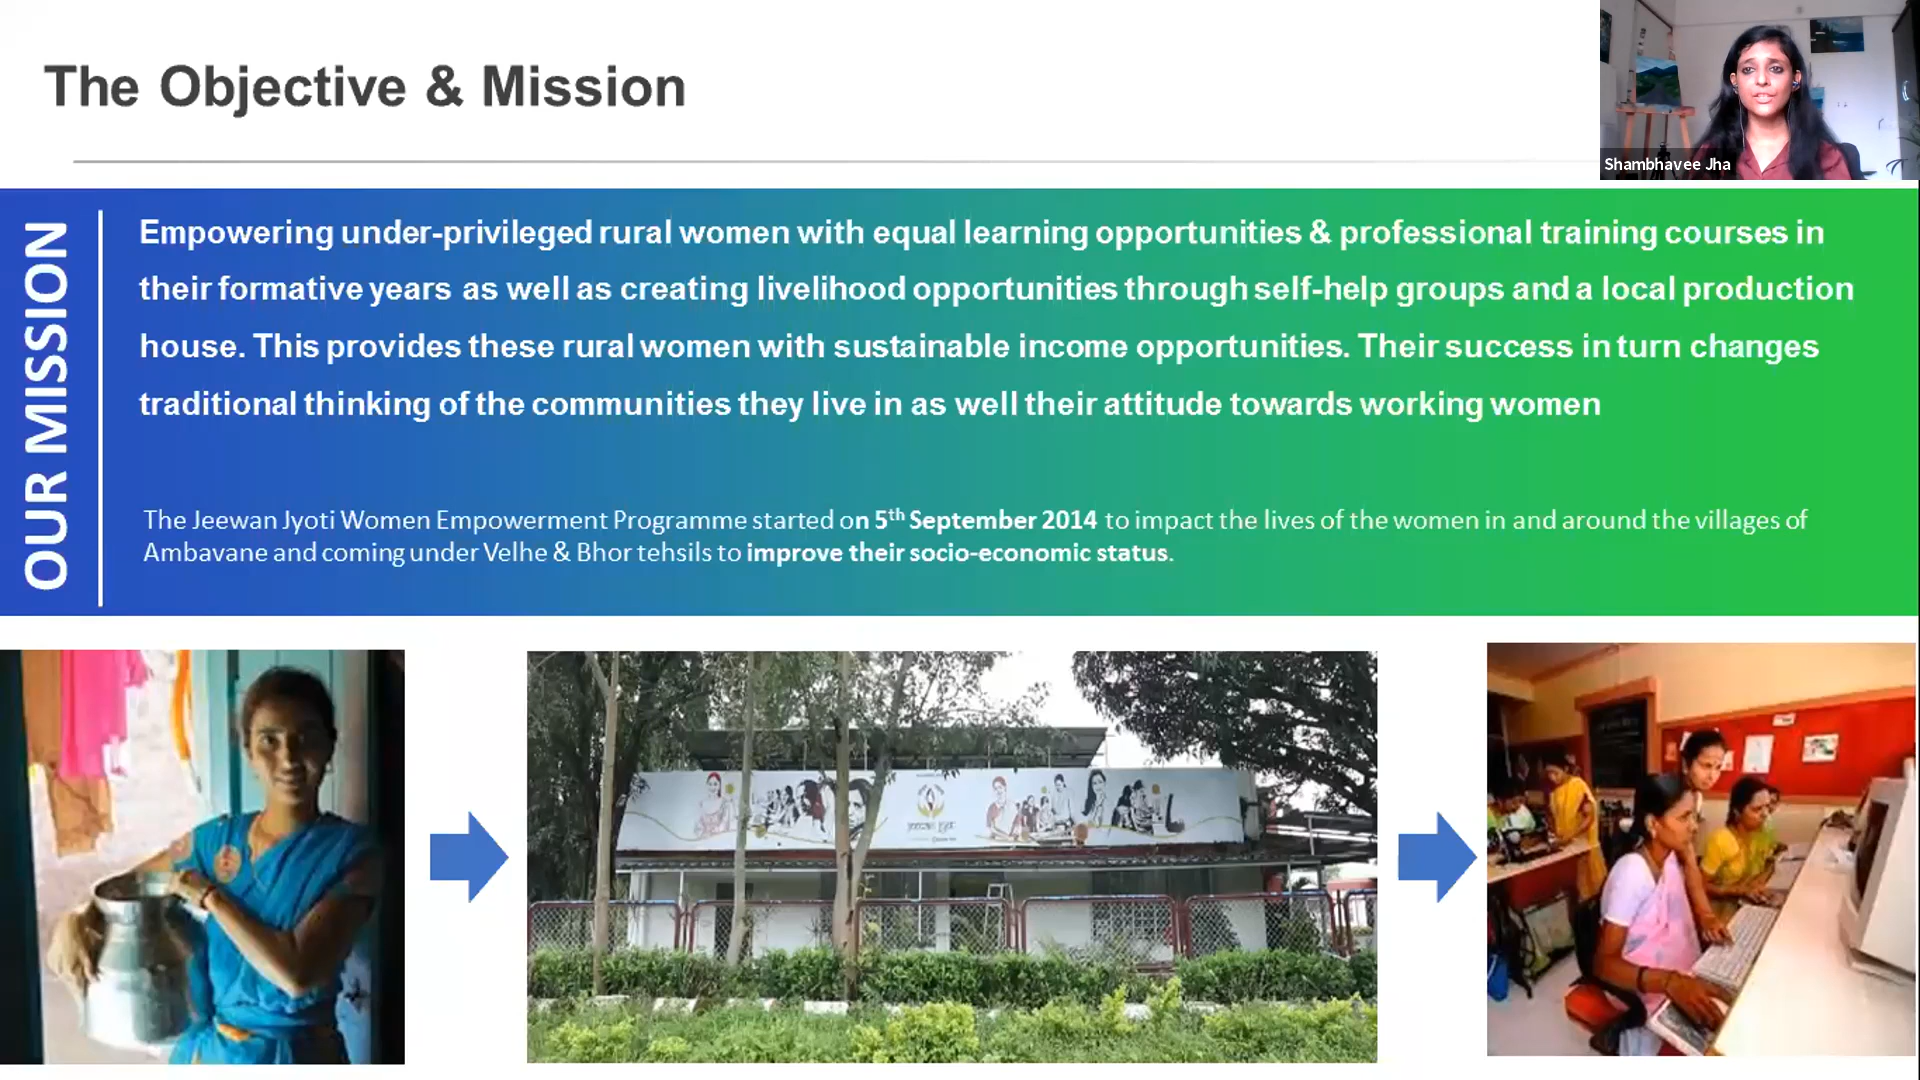 The Objective & Mission
Shambhavee Jha
OUR MISSION
Empowering under-privileged rural women with equal learning opportunities & professional training courses in
their formative years as well as creating livelihood opportunities through self-help groups and a local production
house. This provides these rural women with sustainable income opportunities. Their success in turn changes
traditional thinking of the communities they live in as well their attitude towards working women
The Jeewan Jyoti Women Empowerment Programme started on 5th September 2014 to impact the lives of the women in and around the villages of
Ambavane and coming under Velhe & Bhor tehsils to improve their socio-economic status.